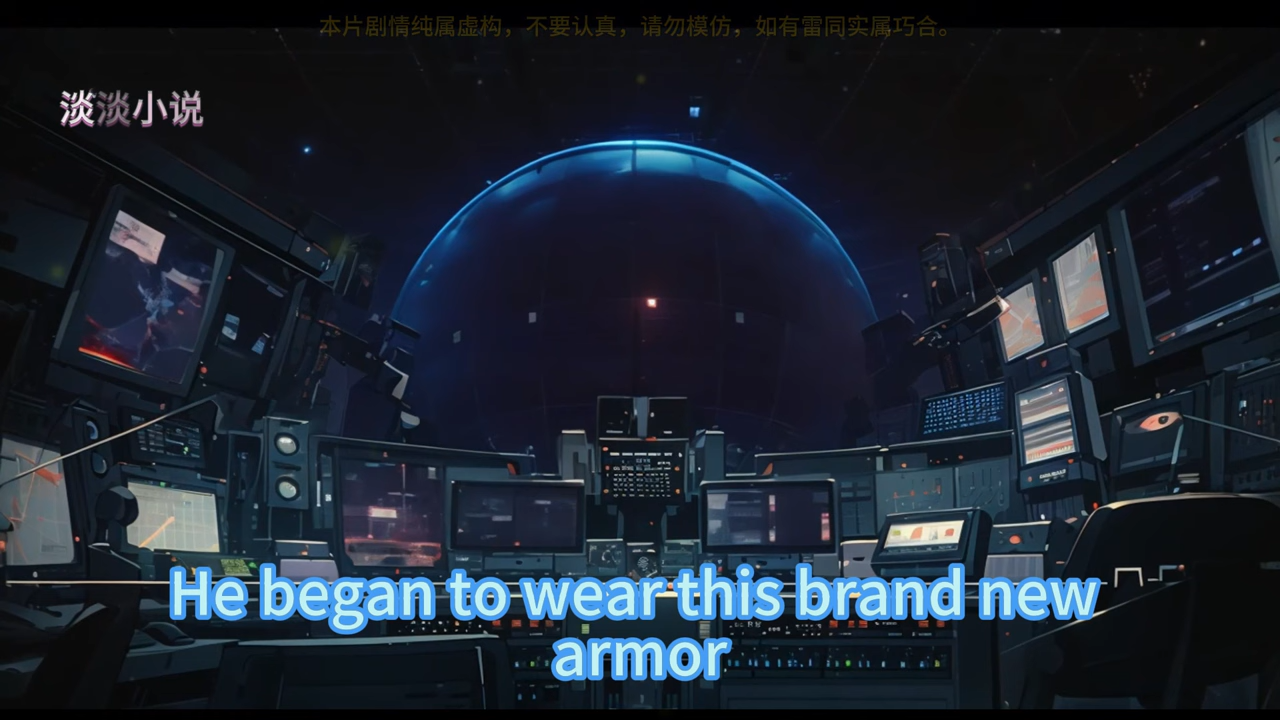 本片剧情纯属虚构，不要认真，请勿模仿，如有雷同实属巧合。
淡淡小说
He began to wear this brand new
armor